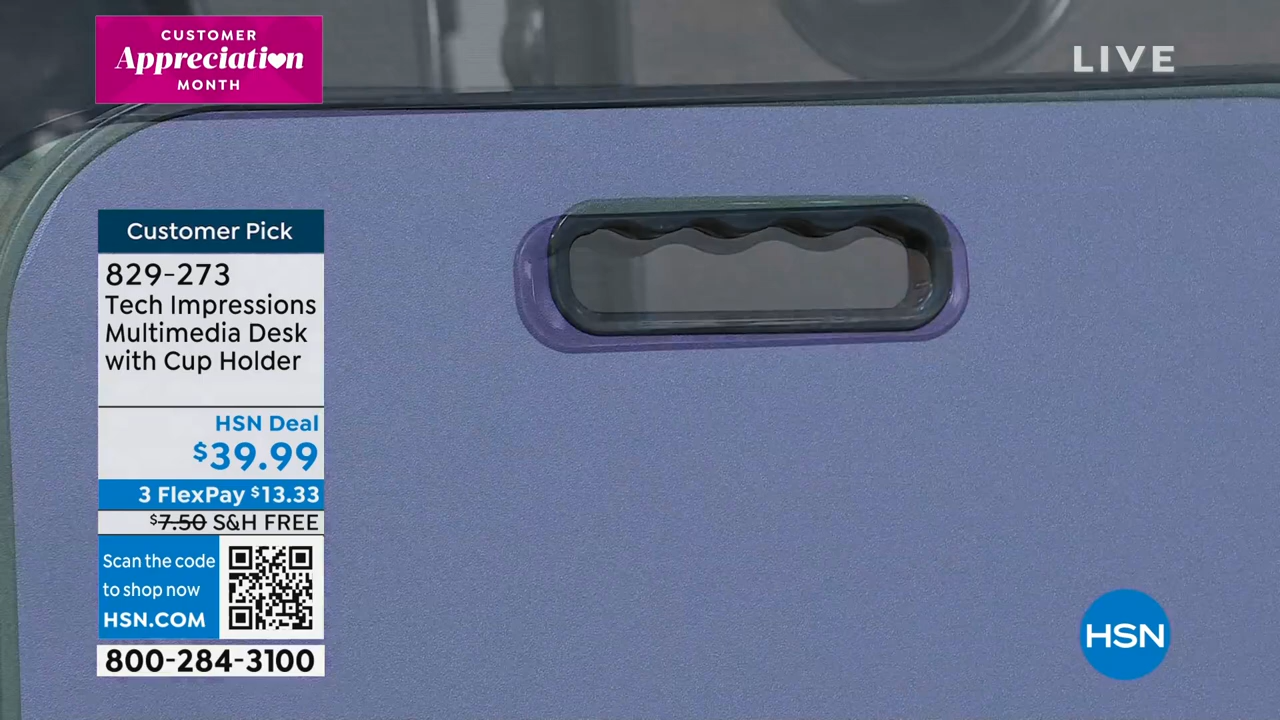 CUSTOMER
Appreciation
MONTH
LIVE
Customer Pick
829-273
Tech Impressions
Multimedia Desk
with Cup Holder
HSN Deal
$39.99
3 FlexPay $13.33
$7.50 S&H FREE
Scan the code
to shop now
HSN.COM
800-284-3100
HSN